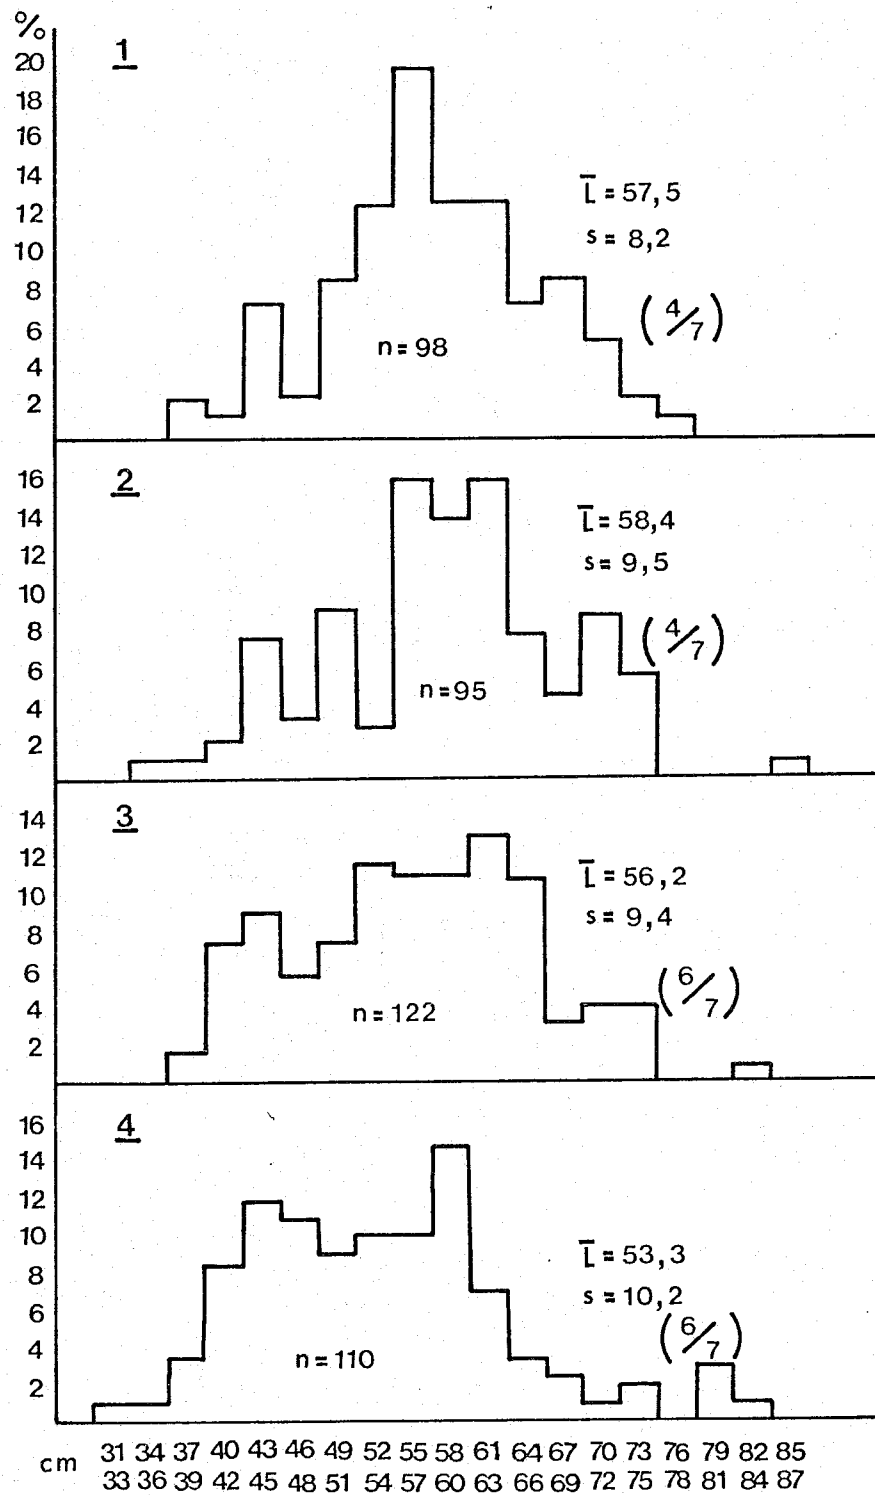 %
1
20
18
16
14
12
10
8
6
4
2
L̅ = 57,5
s = 8,2
(4/7)
n = 98
2
16
14
12
10
8
6
4
2
L̅ = 58,4
s = 9,5
(4/7)
n = 95
3
14
12
10
8
6
4
2
L̅ = 56,2
s = 9,4
(6/7)
n = 122
4
16
14
12
10
8
6
4
2
L̅ = 53,3
s = 10,2
(6/7)
n = 110
cm
31 34 37 40 43 46 49 52 55 58 61 64 67 70 73 76 79 82 85
33 36 39 42 45 48 51 54 57 60 63 66 69 72 75 78 81 84 87